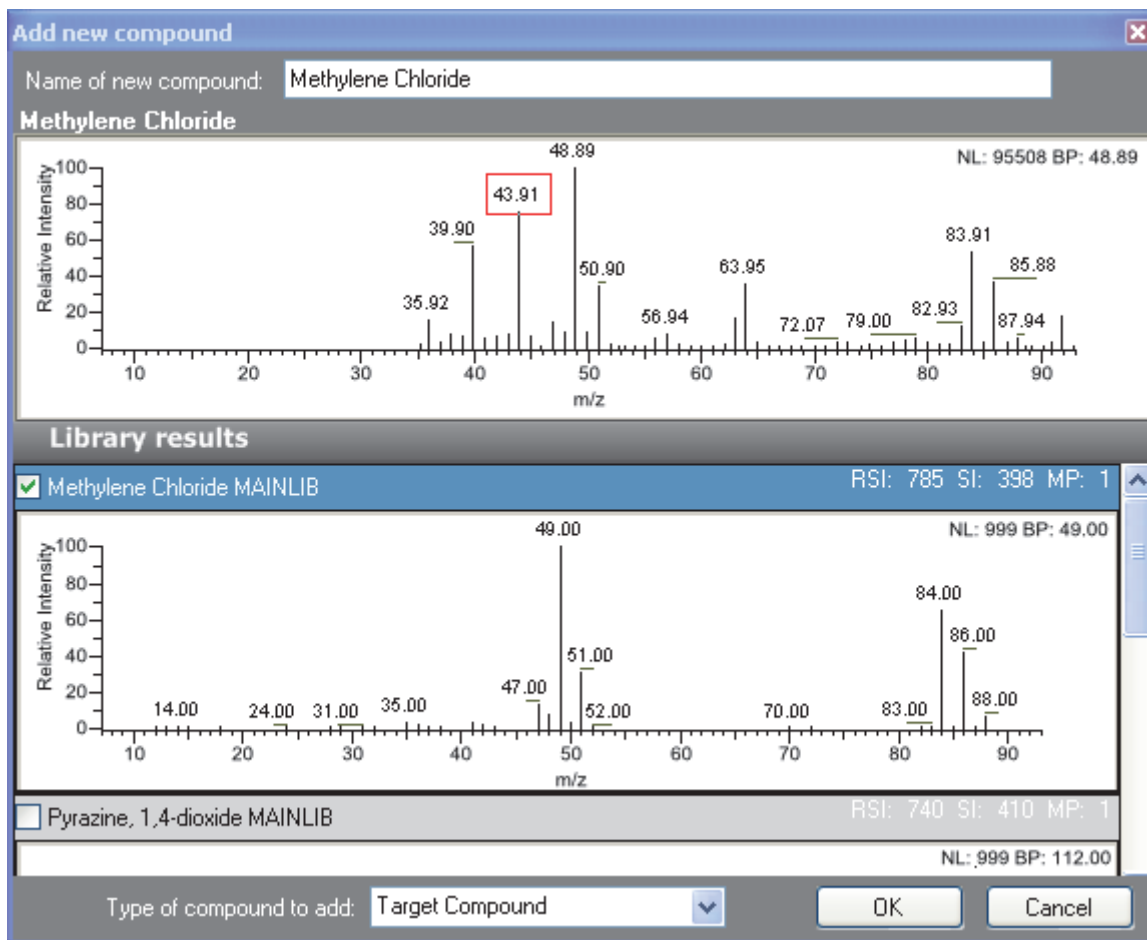 Add new compound
Name of new compound: Methylene Chloride
Methylene Chloride
48.89
NL: 95508 BP: 48.89
100
80
60
40
20
0
Relative Intensity
43.91
39.90
83.91
50.90
63.95
85.88
35.92
56.94
72.07
79.00
82.93
87.94
10 20 30 40 50 60 70 80 90
m/z
Library results
Methylene Chloride MAINLIB RSI: 785 SI: 398 MP: 1
49.00
NL: 999 BP: 49.00
100
80
60
40
20
0
Relative Intensity
84.00
51.00
86.00
47.00
14.00
24.00
31.00
35.00
52.00
70.00
83.00
88.00
10 20 30 40 50 60 70 80 90
m/z
Pyrazine, 1,4-dioxide MAINLIB RSI: 740 SI: 410 MP: 1
NL: 999 BP: 112.00
Type of compound to add: Target Compound OK Cancel